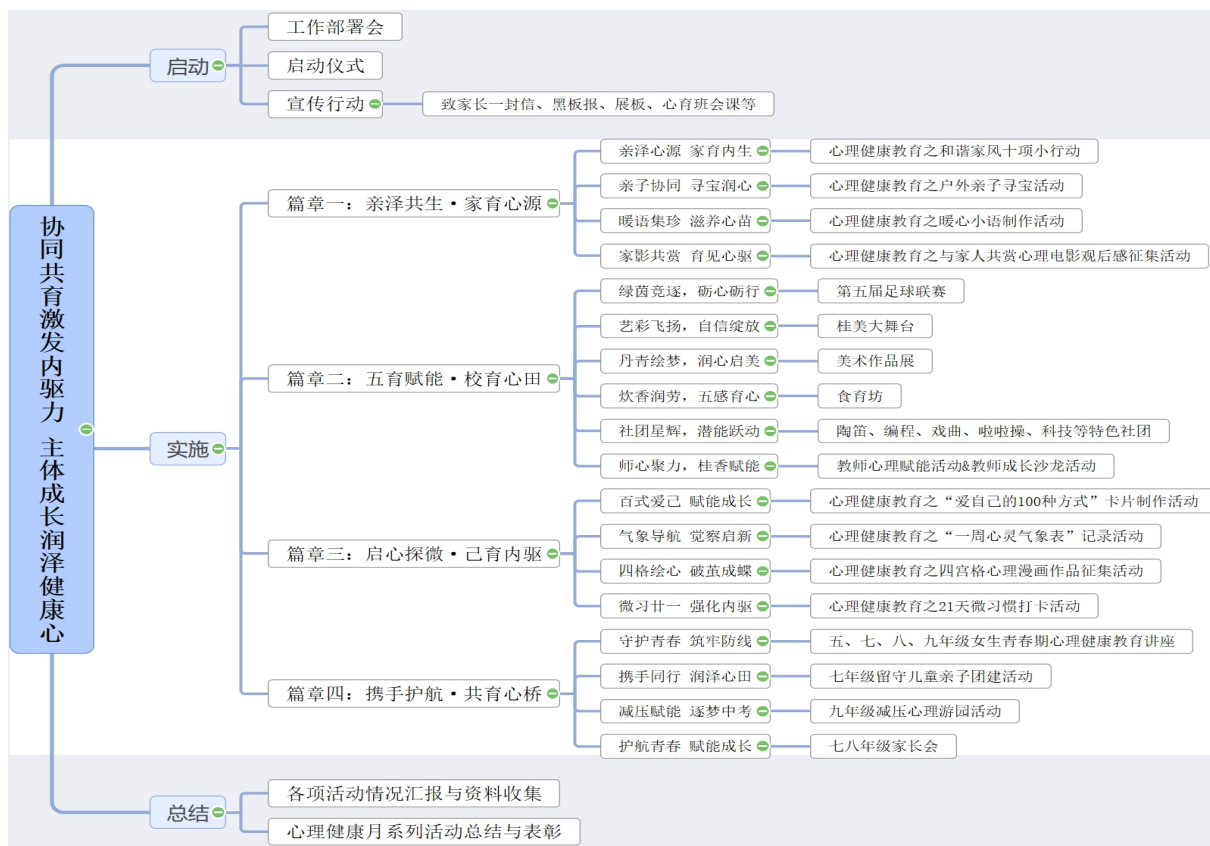 协同共育激发内驱力 主体成长润泽健康心
启动
工作部署会
启动仪式
宣传行动
致家长一封信、黑板报、展板、心育班会课等
实施
篇章一：亲泽共生·家育心源
亲泽心源 家育内生
心理健康教育之和谐家风十项小行动
亲子协同 寻宝润心
心理健康教育之户外亲子寻宝活动
暖语集珍 滋养心苗
心理健康教育之暖心小语制作活动
家影共赏 育见心驱
心理健康教育之与家人共赏心理电影观后感征集活动
篇章二：五育赋能·校育心田
绿茵竞逐，砺心砺行
第五届足球联赛
艺彩飞扬，自信绽放
桂美大舞台
丹青绘梦，润心启美
美术作品展
炊香润劳，五感育心
食育坊
社团星辉，潜能跃动
陶笛、编程、戏曲、啦啦操、科技等特色社团
师心聚力，桂香赋能
教师心理赋能活动&教师成长沙龙活动
篇章三：启心探微·己育内驱
百式爱己 赋能成长
心理健康教育之“爱自己的100种方式”卡片制作活动
气象导航 觉察启新
心理健康教育之“一周心灵气象表”记录活动
四格绘心 破茧成蝶
心理健康教育之四宫格心理漫画作品征集活动
微习廿一 强化内驱
心理健康教育之21天微习惯打卡活动
篇章四：携手护航·共育心桥
守护青春 筑牢防线
五、七、八、九年级女生青春期心理健康教育讲座
携手同行 润泽心田
七年级留守儿童亲子团建活动
减压赋能 逐梦中考
九年级减压心理游园活动
护航青春 赋能成长
七八年级家长会
总结
各项活动情况汇报与资料收集
心理健康月系列活动总结与表彰